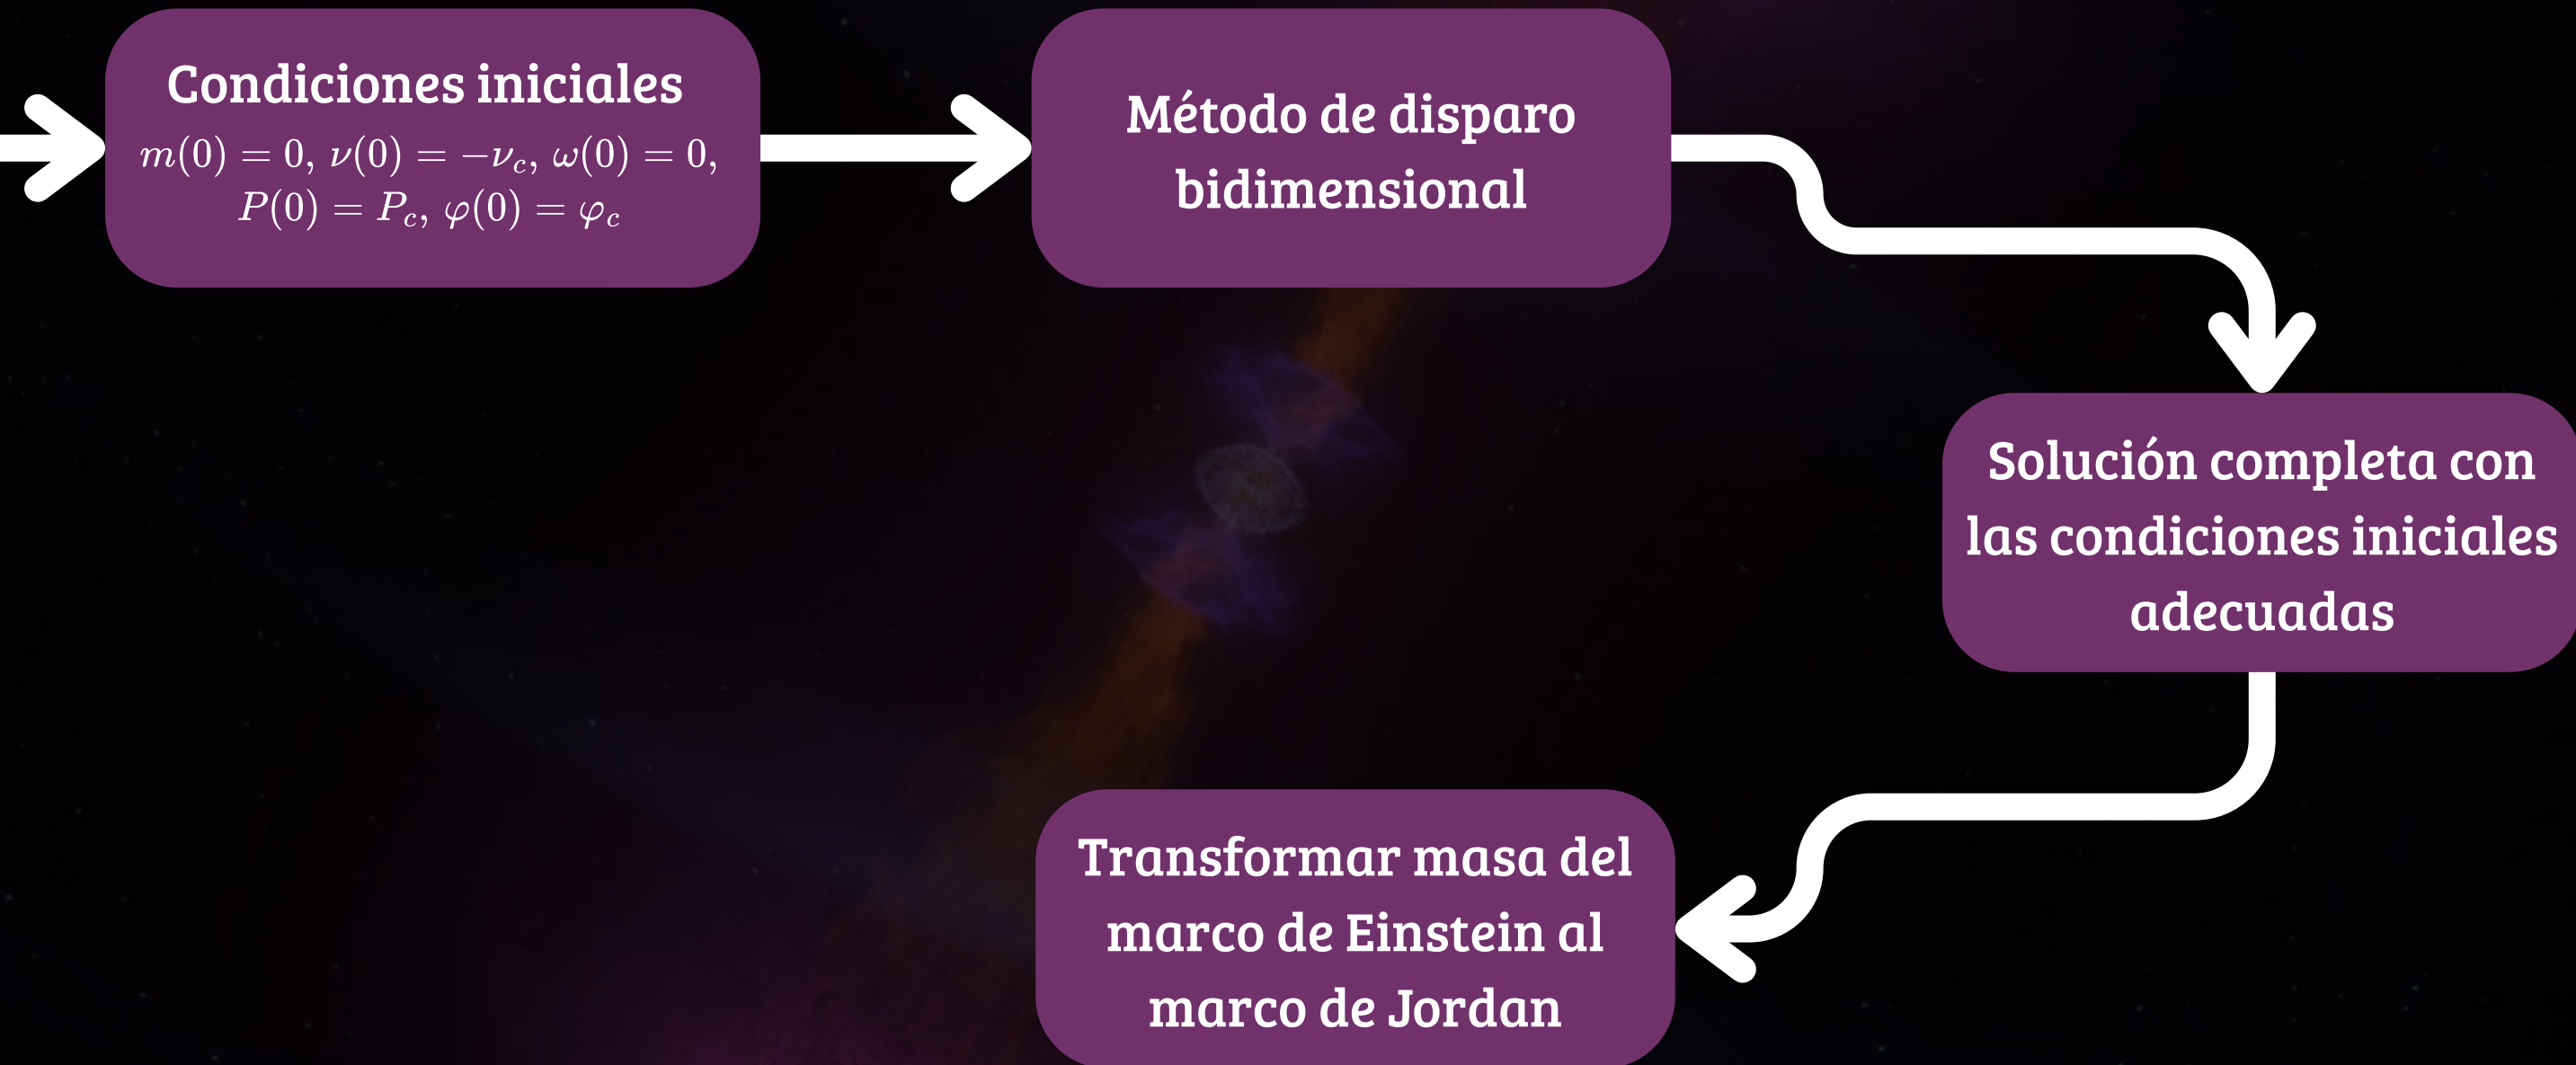 Condiciones iniciales
m(0) = 0, ν(0) = −ν_c, ω(0) = 0,
P(0) = P_c, φ(0) = φ_c
Método de disparo
bidimensional
Solución completa con
las condiciones iniciales
adecuadas
Transformar masa del
marco de Einstein al
marco de Jordan